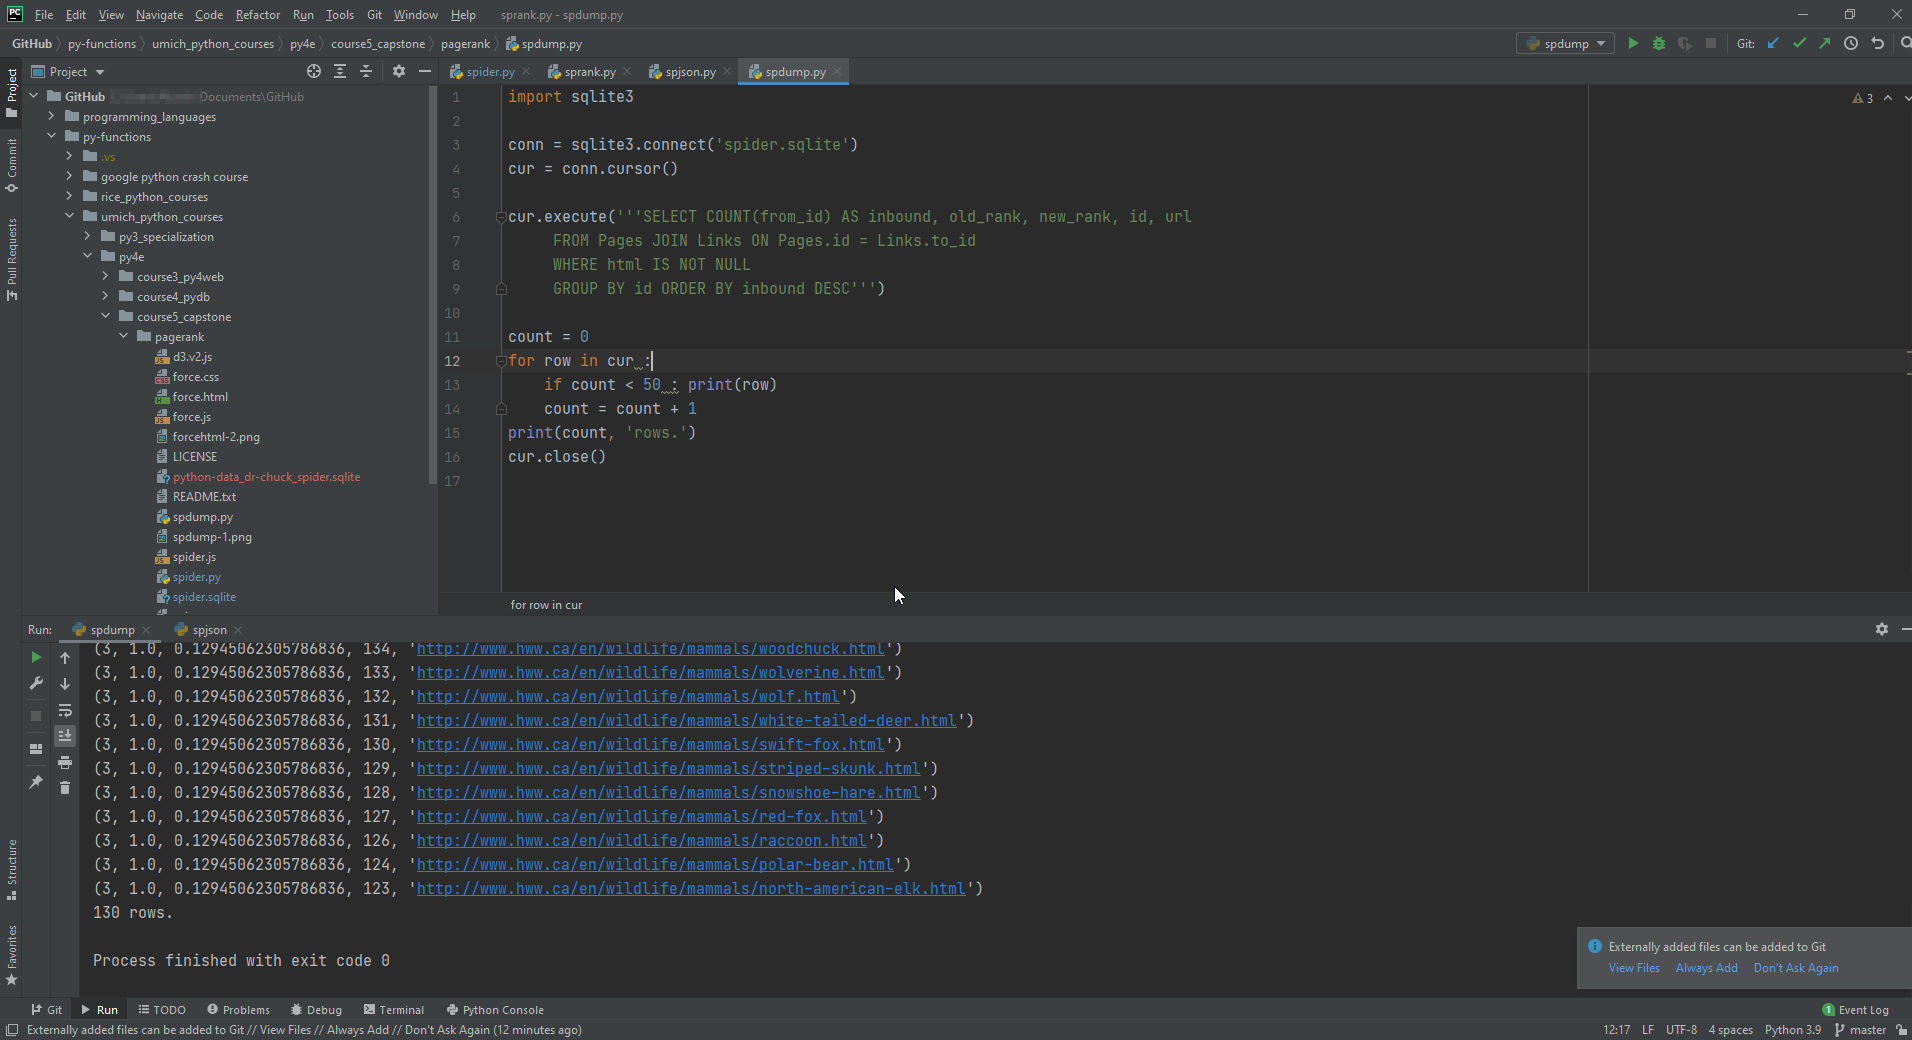 PC File Edit View Navigate Code Refactor Run Tools Git Window Help sprank.py - spdump.py
GitHub py-functions umich_python_courses py4e course5_capstone pagerank spdump.py spdump Git:
Project
Commit
Pull Requests
Structure
Favorites
Project
GitHub Documents\GitHub
programming_languages
py-functions
.vs
google python crash course
rice_python_courses
umich_python_courses
py3_specialization
py4e
course3_py4web
course4_pydb
course5_capstone
pagerank
d3.v2.js
force.css
force.html
force.js
forcehtml-2.png
LICENSE
python-data_dr-chuck_spider.sqlite
README.txt
spdump.py
spdump-1.png
spider.js
spider.py
spider.sqlite
spider.py sprank.py spjson.py spdump.py
3
1 import sqlite3
2
3 conn = sqlite3.connect('spider.sqlite')
4 cur = conn.cursor()
5
6 cur.execute('''SELECT COUNT(from_id) AS inbound, old_rank, new_rank, id, url
7 FROM Pages JOIN Links ON Pages.id = Links.to_id
8 WHERE html IS NOT NULL
9 GROUP BY id ORDER BY inbound DESC''')
10
11 count = 0
12 for row in cur :
13 if count < 50 : print(row)
14 count = count + 1
15 print(count, 'rows.')
16 cur.close()
17
for row in cur
Run: spdump spjson
(3, 1.0, 0.12945062305786836, 134, 'http://www.hww.ca/en/wildlife/mammals/woodchuck.html')
(3, 1.0, 0.12945062305786836, 133, 'http://www.hww.ca/en/wildlife/mammals/wolverine.html')
(3, 1.0, 0.12945062305786836, 132, 'http://www.hww.ca/en/wildlife/mammals/wolf.html')
(3, 1.0, 0.12945062305786836, 131, 'http://www.hww.ca/en/wildlife/mammals/white-tailed-deer.html')
(3, 1.0, 0.12945062305786836, 130, 'http://www.hww.ca/en/wildlife/mammals/swift-fox.html')
(3, 1.0, 0.12945062305786836, 129, 'http://www.hww.ca/en/wildlife/mammals/striped-skunk.html')
(3, 1.0, 0.12945062305786836, 128, 'http://www.hww.ca/en/wildlife/mammals/snowshoe-hare.html')
(3, 1.0, 0.12945062305786836, 127, 'http://www.hww.ca/en/wildlife/mammals/red-fox.html')
(3, 1.0, 0.12945062305786836, 126, 'http://www.hww.ca/en/wildlife/mammals/raccoon.html')
(3, 1.0, 0.12945062305786836, 124, 'http://www.hww.ca/en/wildlife/mammals/polar-bear.html')
(3, 1.0, 0.12945062305786836, 123, 'http://www.hww.ca/en/wildlife/mammals/north-american-elk.html')
130 rows.
Process finished with exit code 0
Externally added files can be added to Git
View Files Always Add Don't Ask Again
Git Run TODO Problems Debug Terminal Python Console 1 Event Log
Externally added files can be added to Git // View Files // Always Add // Don't Ask Again (12 minutes ago) 12:17 LF UTF-8 4 spaces Python 3.9 master